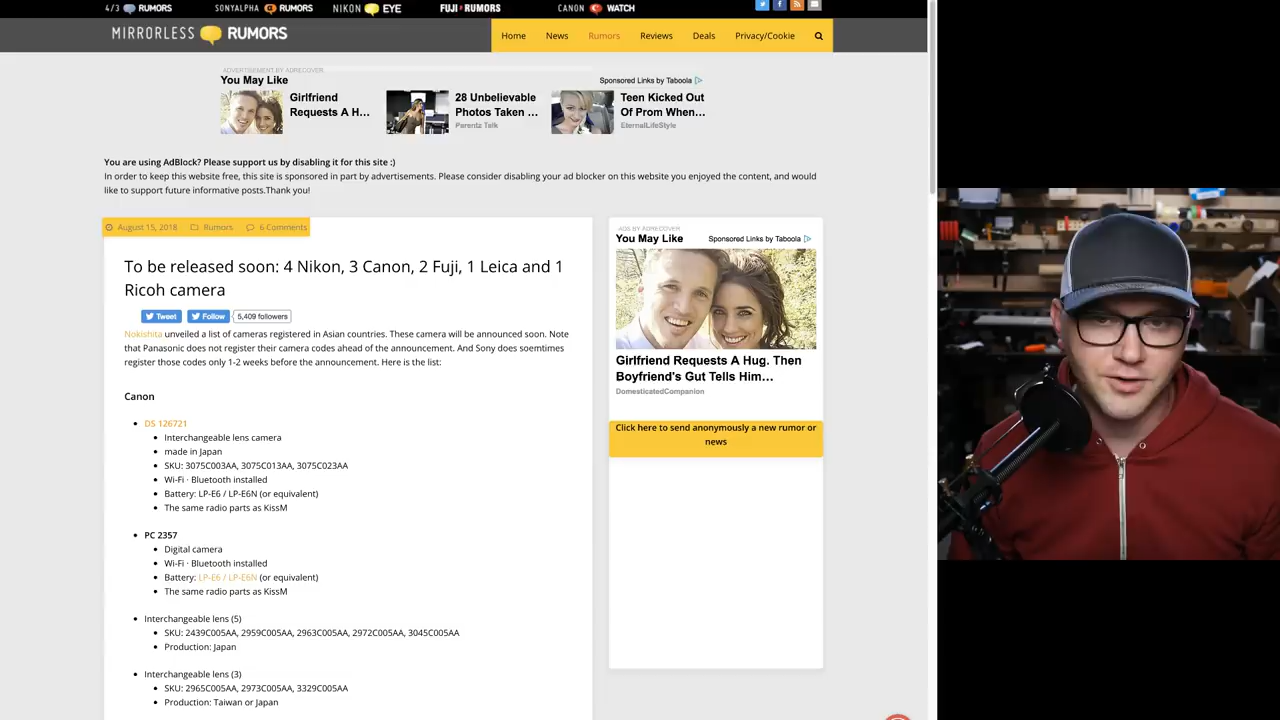 4/3 RUMORS
SONYALPHA RUMORS
NIKON EYE
FUJI RUMORS
CANON WATCH
MIRRORLESS RUMORS
Home
News
Rumors
Reviews
Deals
Privacy/Cookie
ADVERTISEMENT BY ADRECOVER
You May Like
Sponsored Links by Taboola
Girlfriend
Requests A H...
28 Unbelievable
Photos Taken ...
Parentz Talk
Teen Kicked Out
Of Prom When...
EternalLifeStyle
You are using AdBlock? Please support us by disabling it for this site :)
In order to keep this website free, this site is sponsored in part by advertisements. Please consider disabling your ad blocker on this website you enjoyed the content, and would
like to support future informative posts.Thank you!
August 15, 2018
Rumors
6 Comments
To be released soon: 4 Nikon, 3 Canon, 2 Fuji, 1 Leica and 1
Ricoh camera
Tweet
Follow
5,409 followers
Nokishita unveiled a list of cameras registered in Asian countries. These camera will be announced soon. Note
that Panasonic does not register their camera codes ahead of the announcement. And Sony does soemtimes
register those codes only 1-2 weeks before the announcement. Here is the list:
Canon
DS 126721
Interchangeable lens camera
made in Japan
SKU: 3075C003AA, 3075C013AA, 3075C023AA
Wi-Fi · Bluetooth installed
Battery: LP-E6 / LP-E6N (or equivalent)
The same radio parts as KissM
PC 2357
Digital camera
Wi-Fi · Bluetooth installed
Battery: LP-E6 / LP-E6N (or equivalent)
The same radio parts as KissM
Interchangeable lens (5)
SKU: 2439C005AA, 2959C005AA, 2963C005AA, 2972C005AA, 3045C005AA
Production: Japan
Interchangeable lens (3)
SKU: 2965C005AA, 2973C005AA, 3329C005AA
Production: Taiwan or Japan
ADS BY ADRECOVER
You May Like
Sponsored Links by Taboola
Girlfriend Requests A Hug. Then
Boyfriend's Gut Tells Him...
DomesticatedCompanion
Click here to send anonymously a new rumor or
news